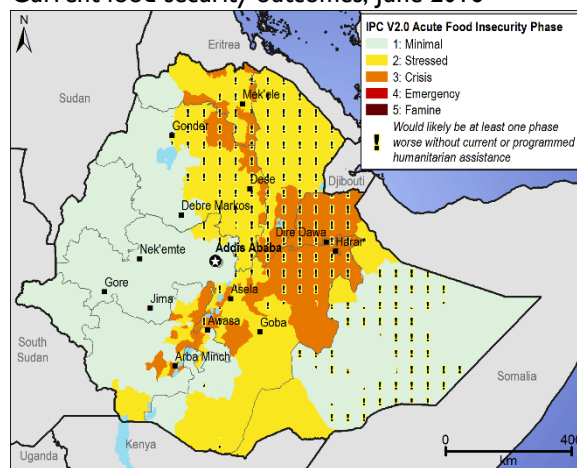 Current food security outcomes, June 2016
N
Eritrea
Sudan
Mek'ele
Gonder
Djibouti
Dese
Debre Markos
Dire Dawa
Harar
Nek'emte
Addis Ababa
Gore
Asela
Jima
Awasa
Goba
South
Sudan
Arba Minch
Somalia
Kenya
Uganda
IPC V2.0 Acute Food Insecurity Phase
1: Minimal
2: Stressed
3: Crisis
4: Emergency
5: Famine
! Would likely be at least one phase
worse without current or programmed
humanitarian assistance
0 400
km